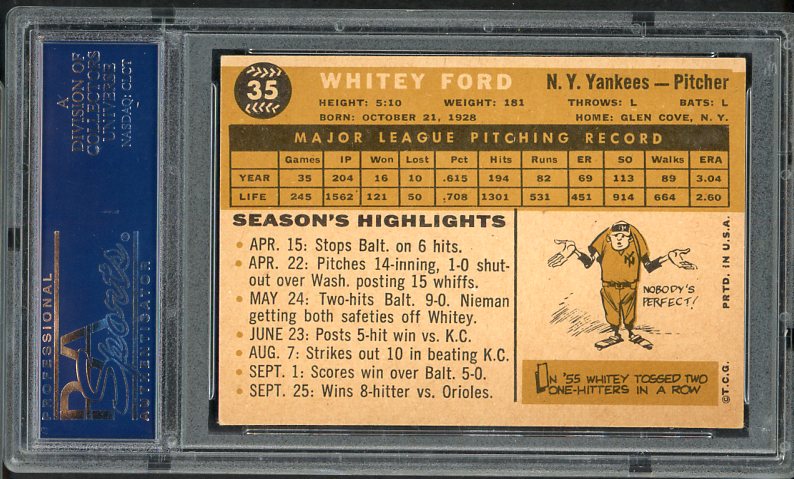 A
DIVISION OF
COLLECTORS
UNIVERSE
NASDAQ: CLCT
PROFESSIONAL
PSA
Sports
AUTHENTICATOR
35
WHITEY FORD
N. Y. Yankees — Pitcher
HEIGHT: 5:10 WEIGHT: 181 THROWS: L BATS: L
BORN: OCTOBER 21, 1928 HOME: GLEN COVE, N. Y.
MAJOR LEAGUE PITCHING RECORD
Games IP Won Lost Pct Hits Runs ER SO Walks ERA
YEAR 35 204 16 10 .615 194 82 69 113 89 3.04
LIFE 245 1562 121 50 .708 1301 531 451 914 664 2.60
SEASON'S HIGHLIGHTS
• APR. 15: Stops Balt. on 6 hits.
• APR. 22: Pitches 14-inning, 1-0 shut-
out over Wash. posting 15 whiffs.
• MAY 24: Two-hits Balt. 9-0. Nieman
getting both safeties off Whitey.
• JUNE 23: Posts 5-hit win vs. K.C.
• AUG. 7: Strikes out 10 in beating K.C.
• SEPT. 1: Scores win over Balt. 5-0.
• SEPT. 25: Wins 8-hitter vs. Orioles.
NY
NOBODY'S
PERFECT!
IN '55 WHITEY TOSSED TWO
ONE-HITTERS IN A ROW
©T.C.G. PRTD. IN U.S.A.